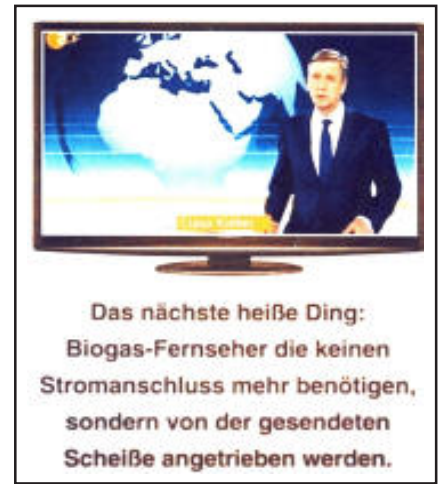 Das nächste heiße Ding:
Biogas-Fernseher die keinen
Stromanschluss mehr benötigen,
sondern von der gesendeten
Scheiße angetrieben werden.